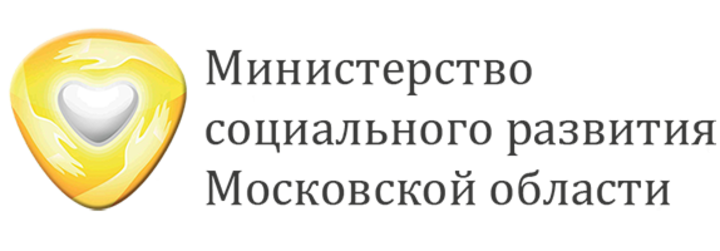 Министерство
социального развития
Московской области